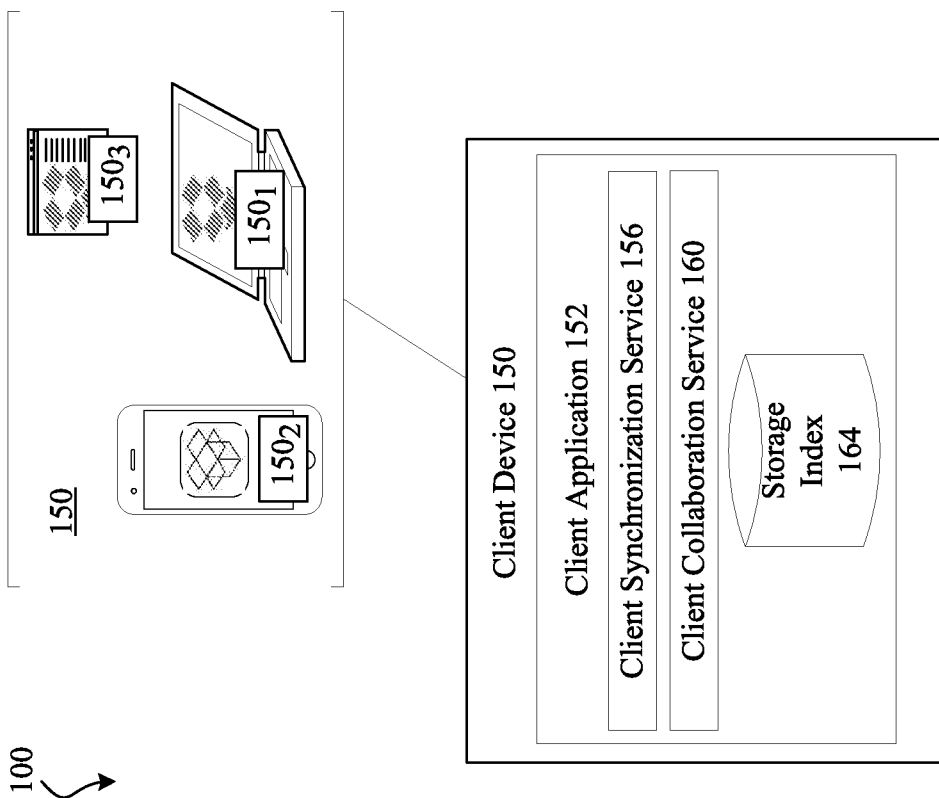 100
150
150₂
150₁
150₃
Client Device 150
Client Application 152
Client Synchronization Service 156
Client Collaboration Service 160
Storage
Index
164